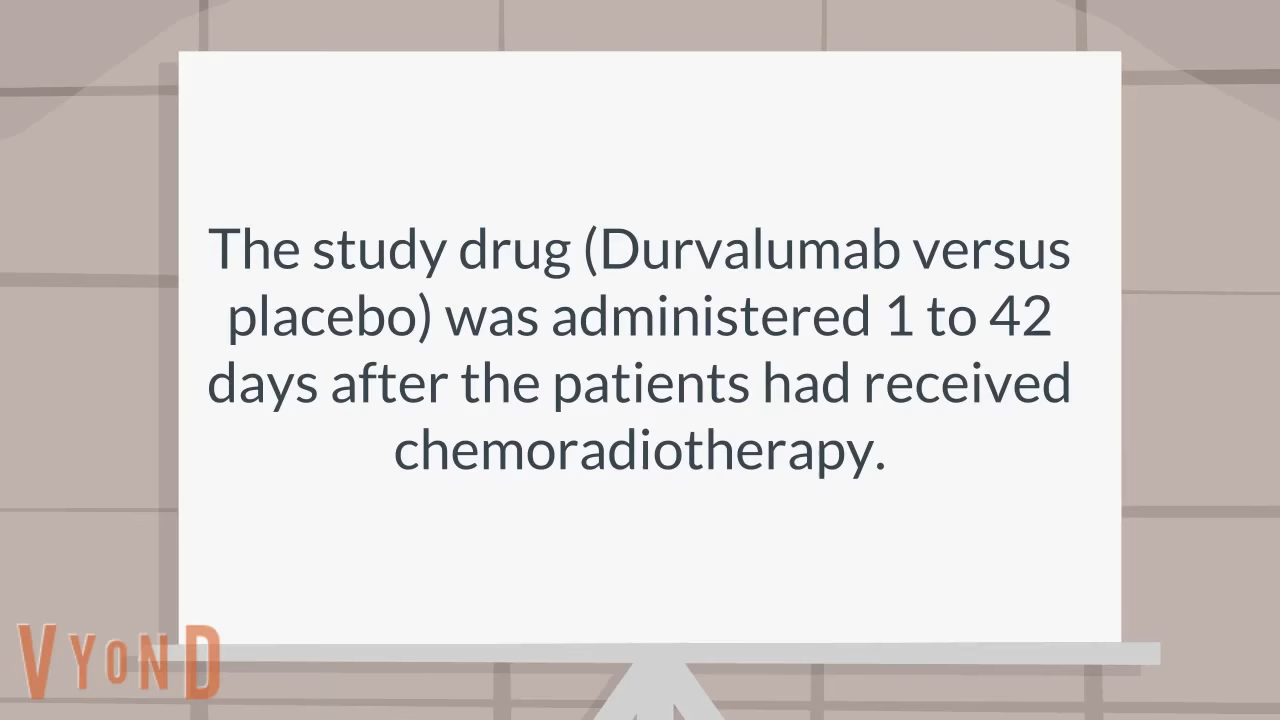 The study drug (Durvalumab versus
placebo) was administered 1 to 42
days after the patients had received
chemoradiotherapy.
VYOND